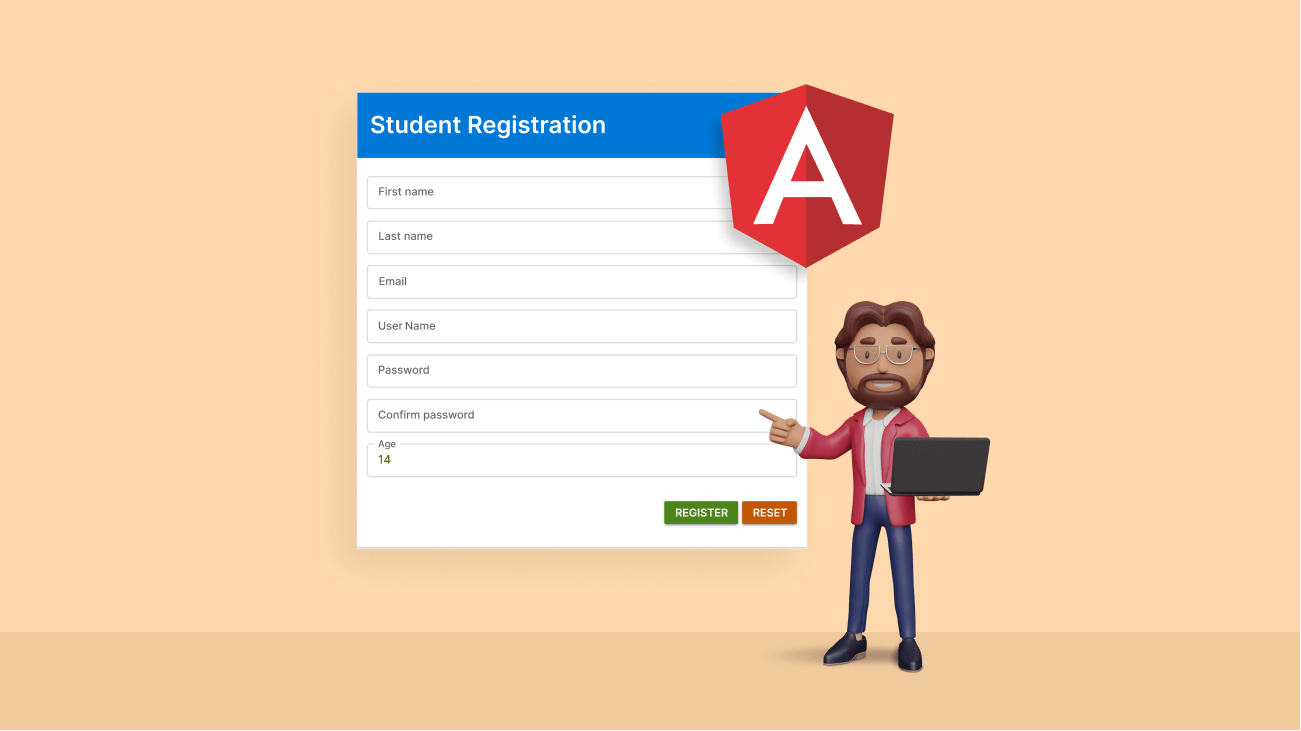 Student Registration
First name
Last name
Email
User Name
Password
Confirm password
Age
14
REGISTER RESET
A